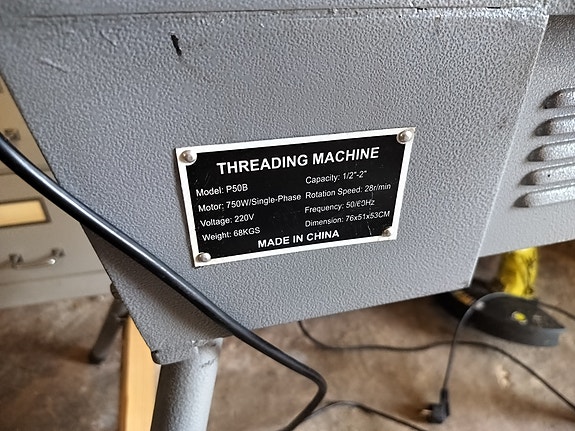 THREADING MACHINE
Model: P50B
Capacity: 1/2"-2"
Motor: 750W/Single-Phase
Rotation Speed: 28r/min
Voltage: 220V
Frequency: 50/60Hz
Weight: 68KGS
Dimension: 76x51x53CM
MADE IN CHINA